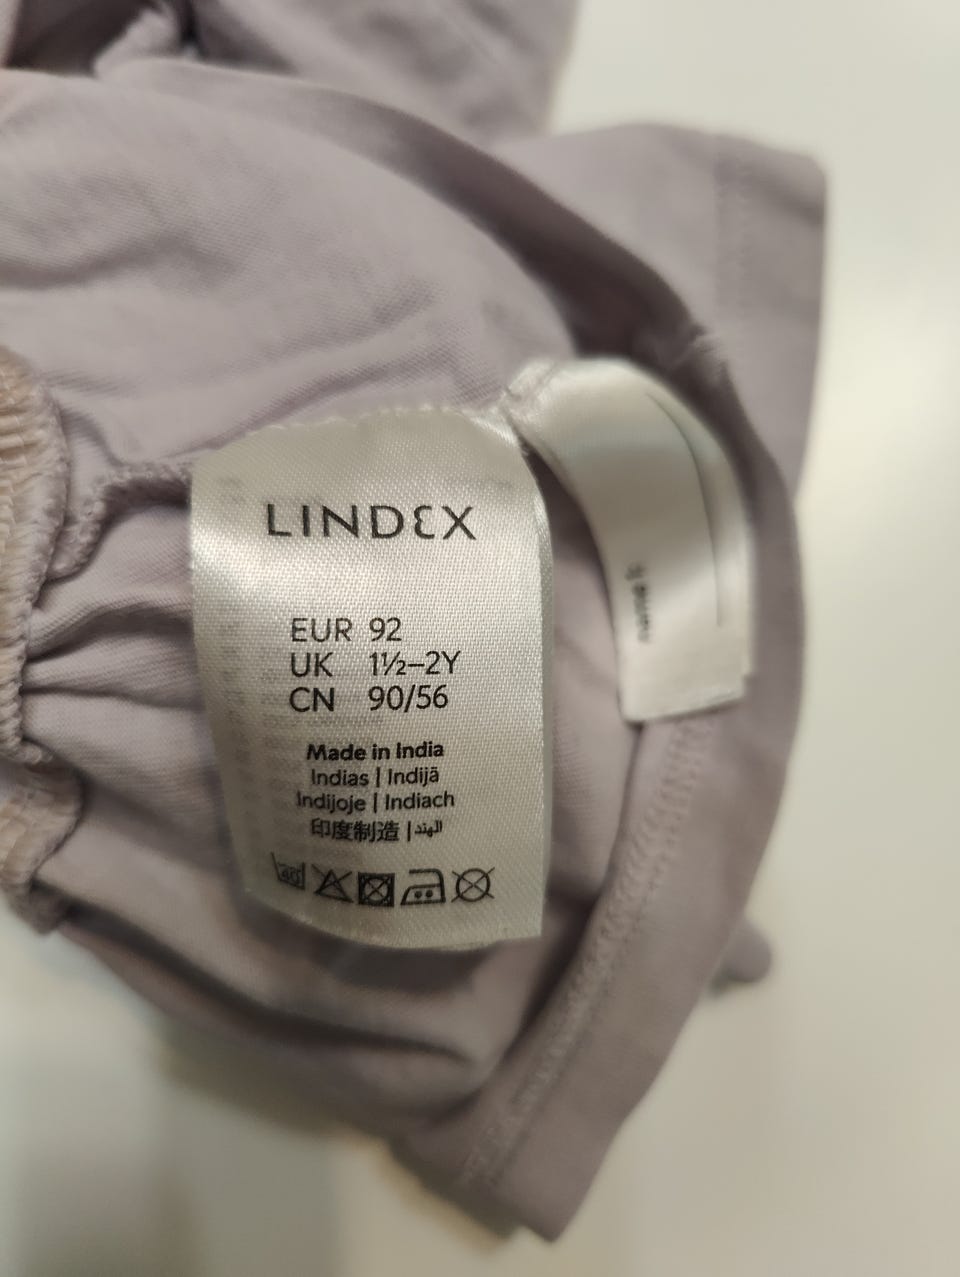 LINDEX
EUR 92
UK 1½–2Y
CN 90/56
Made in India
Indias | Indijā
Indijoje | Indiach
印度制造 | الهند
40